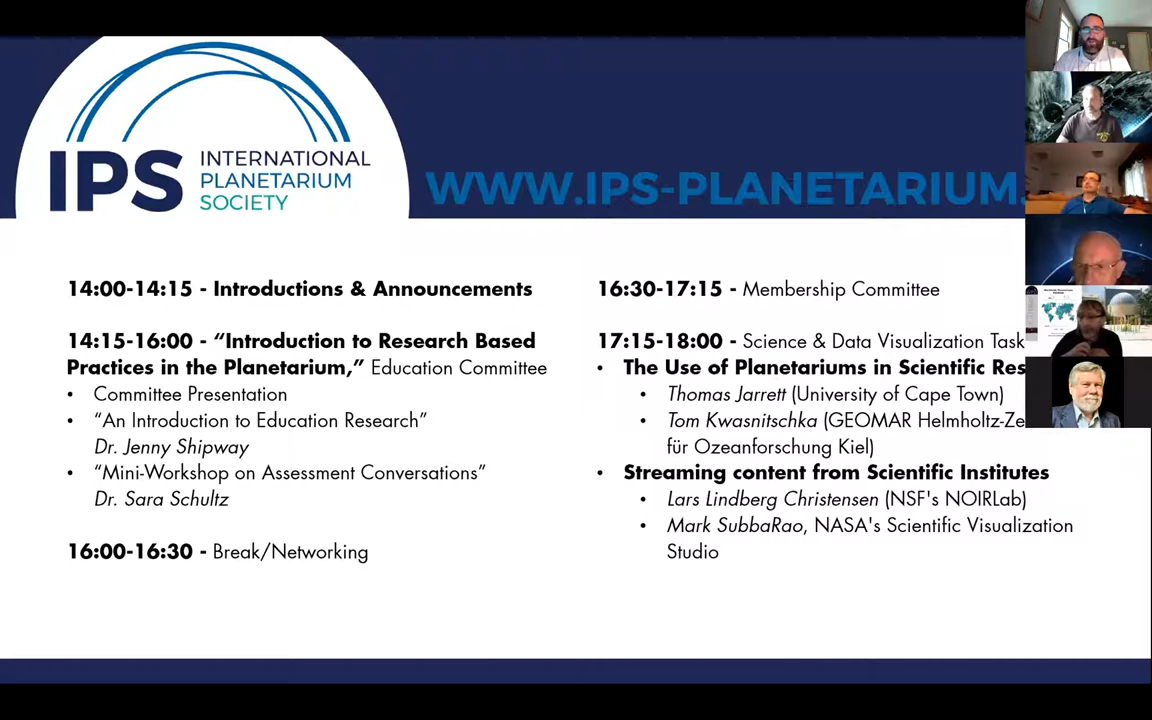 IPS
INTERNATIONAL
PLANETARIUM
SOCIETY
WWW.IPS-PLANETARIUM.
14:00-14:15 - Introductions & Announcements
14:15-16:00 - “Introduction to Research Based
Practices in the Planetarium,” Education Committee
• Committee Presentation
• “An Introduction to Education Research”
Dr. Jenny Shipway
• “Mini-Workshop on Assessment Conversations”
Dr. Sara Schultz
16:00-16:30 - Break/Networking
16:30-17:15 - Membership Committee
17:15-18:00 - Science & Data Visualization Task
• The Use of Planetariums in Scientific Res
• Thomas Jarrett (University of Cape Town)
• Tom Kwasnitschka (GEOMAR Helmholtz-Ze
für Ozeanforschung Kiel)
• Streaming content from Scientific Institutes
• Lars Lindberg Christensen (NSF's NOIRLab)
• Mark SubbaRao, NASA's Scientific Visualization
Studio